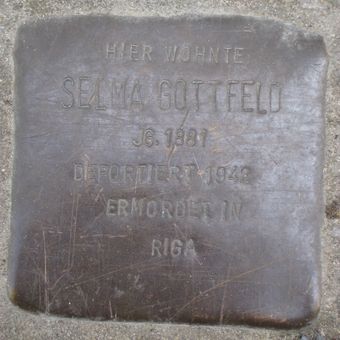 HIER WOHNTE
SELMA GOTTFELD
JG. 1881
DEPORTIERT 1942
ERMORDET IN
RIGA